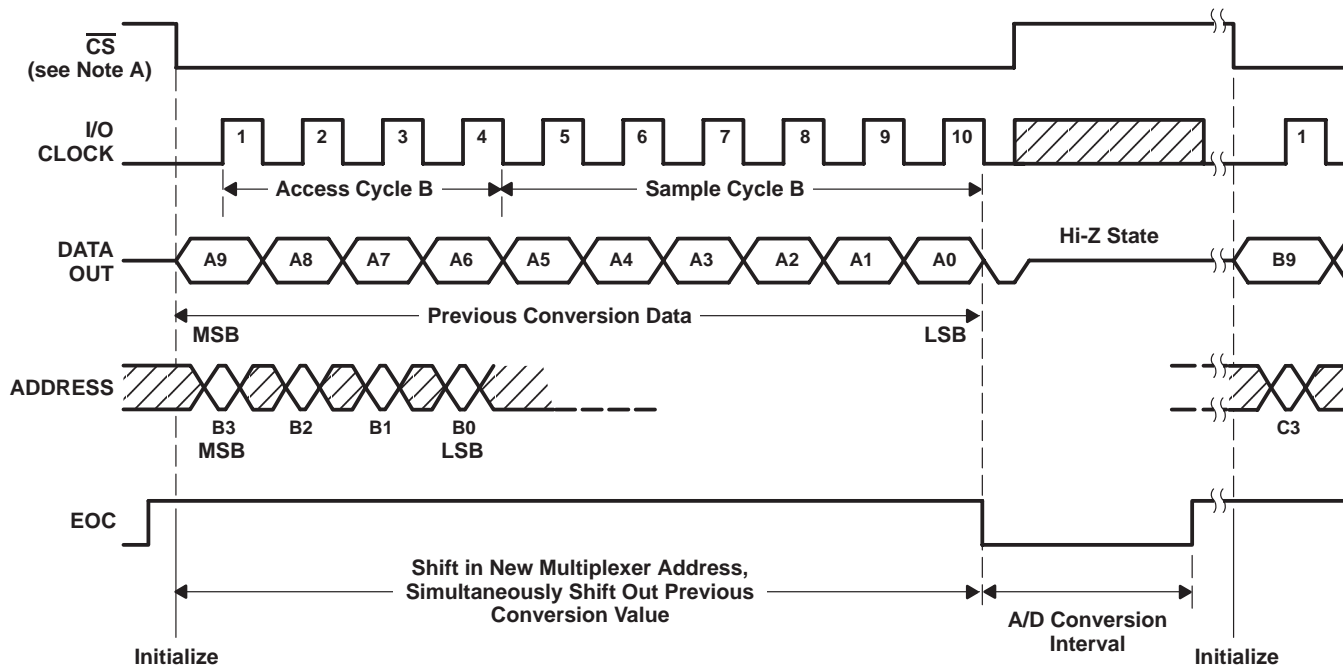 CS
(see Note A)
I/O
CLOCK
1 2 3 4 5 6 7 8 9 10 1
Access Cycle B
Sample Cycle B
DATA
OUT
A9 A8 A7 A6 A5 A4 A3 A2 A1 A0
Hi-Z State
B9
Previous Conversion Data
MSB
LSB
ADDRESS
B3 B2 B1 B0
MSB
LSB
C3
EOC
Shift in New Multiplexer Address,
Simultaneously Shift Out Previous
Conversion Value
A/D Conversion
Interval
Initialize
Initialize